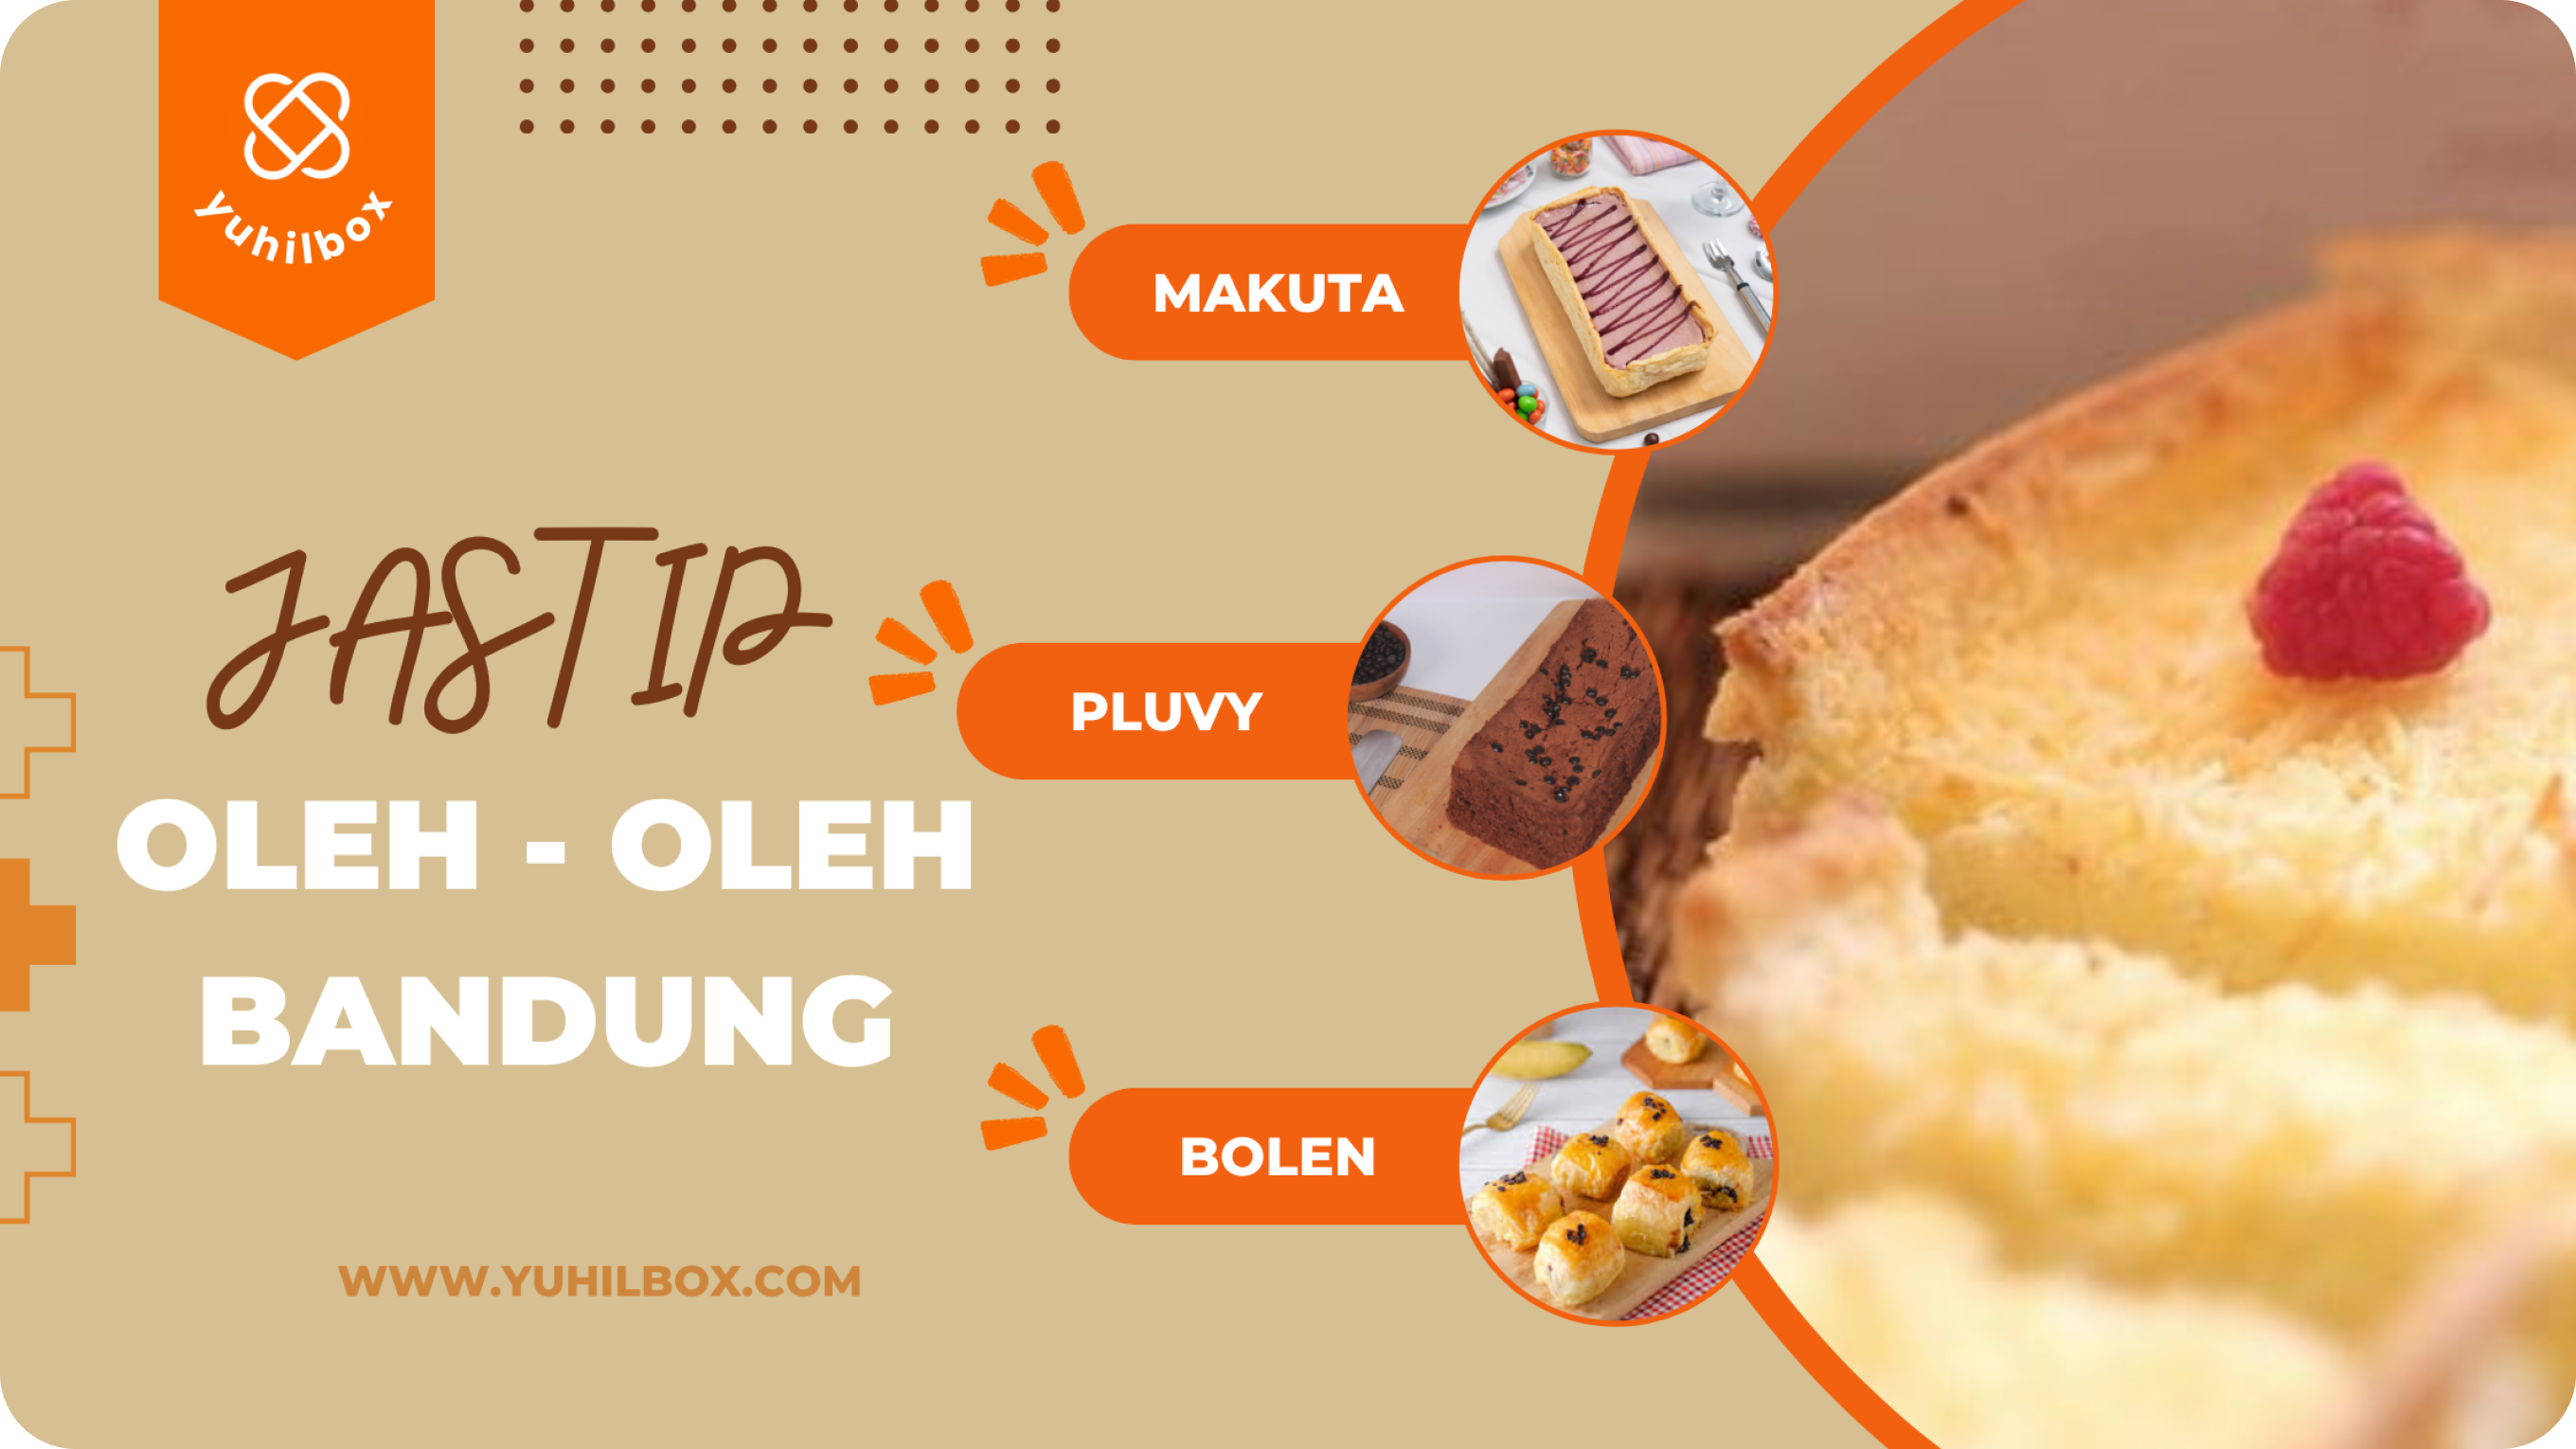 yuhilbox
JASTIP
OLEH - OLEH
BANDUNG
WWW.YUHILBOX.COM
MAKUTA
PLUVY
BOLEN